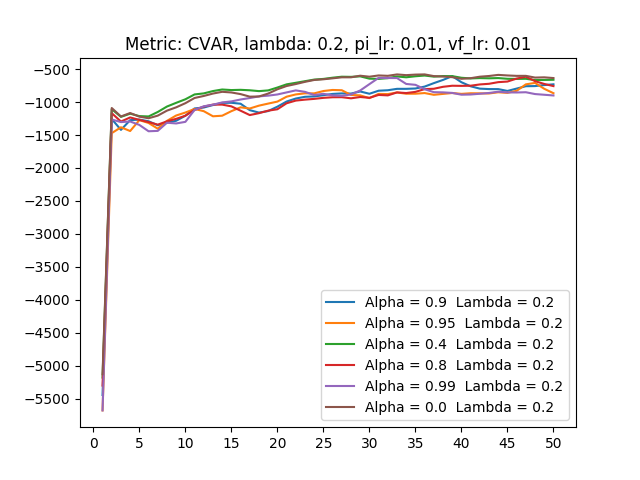 Metric: CVAR, lambda: 0.2, pi_lr: 0.01, vf_lr: 0.01
−500
−1000
−1500
−2000
−2500
−3000
−3500
−4000
−4500
−5000
−5500
Alpha = 0.9 Lambda = 0.2
Alpha = 0.95 Lambda = 0.2
Alpha = 0.4 Lambda = 0.2
Alpha = 0.8 Lambda = 0.2
Alpha = 0.99 Lambda = 0.2
Alpha = 0.0 Lambda = 0.2
0 5 10 15 20 25 30 35 40 45 50